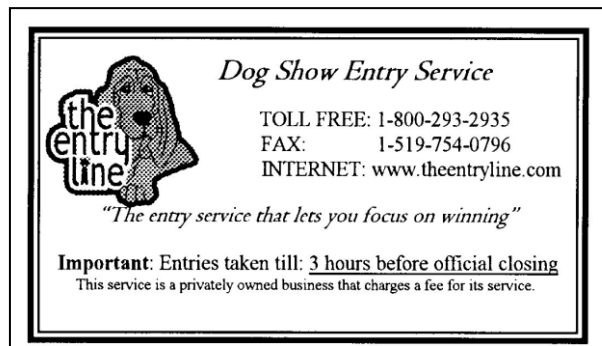 Dog Show Entry Service
the
entry
line
TOLL FREE: 1-800-293-2935
FAX: 1-519-754-0796
INTERNET: www.theentryline.com
"The entry service that lets you focus on winning"
Important: Entries taken till: 3 hours before official closing
This service is a privately owned business that charges a fee for its service.